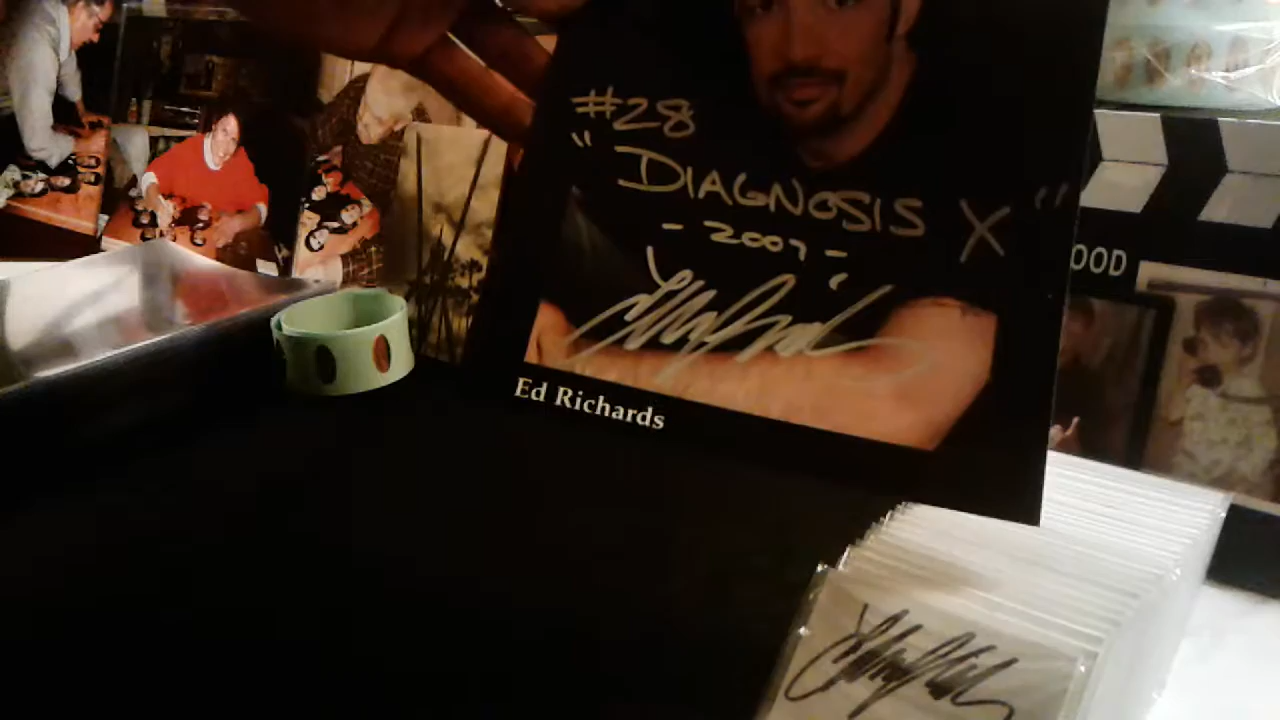 #28
"DIAGNOSIS X"
- 2007 -
Ed Richards
OOD